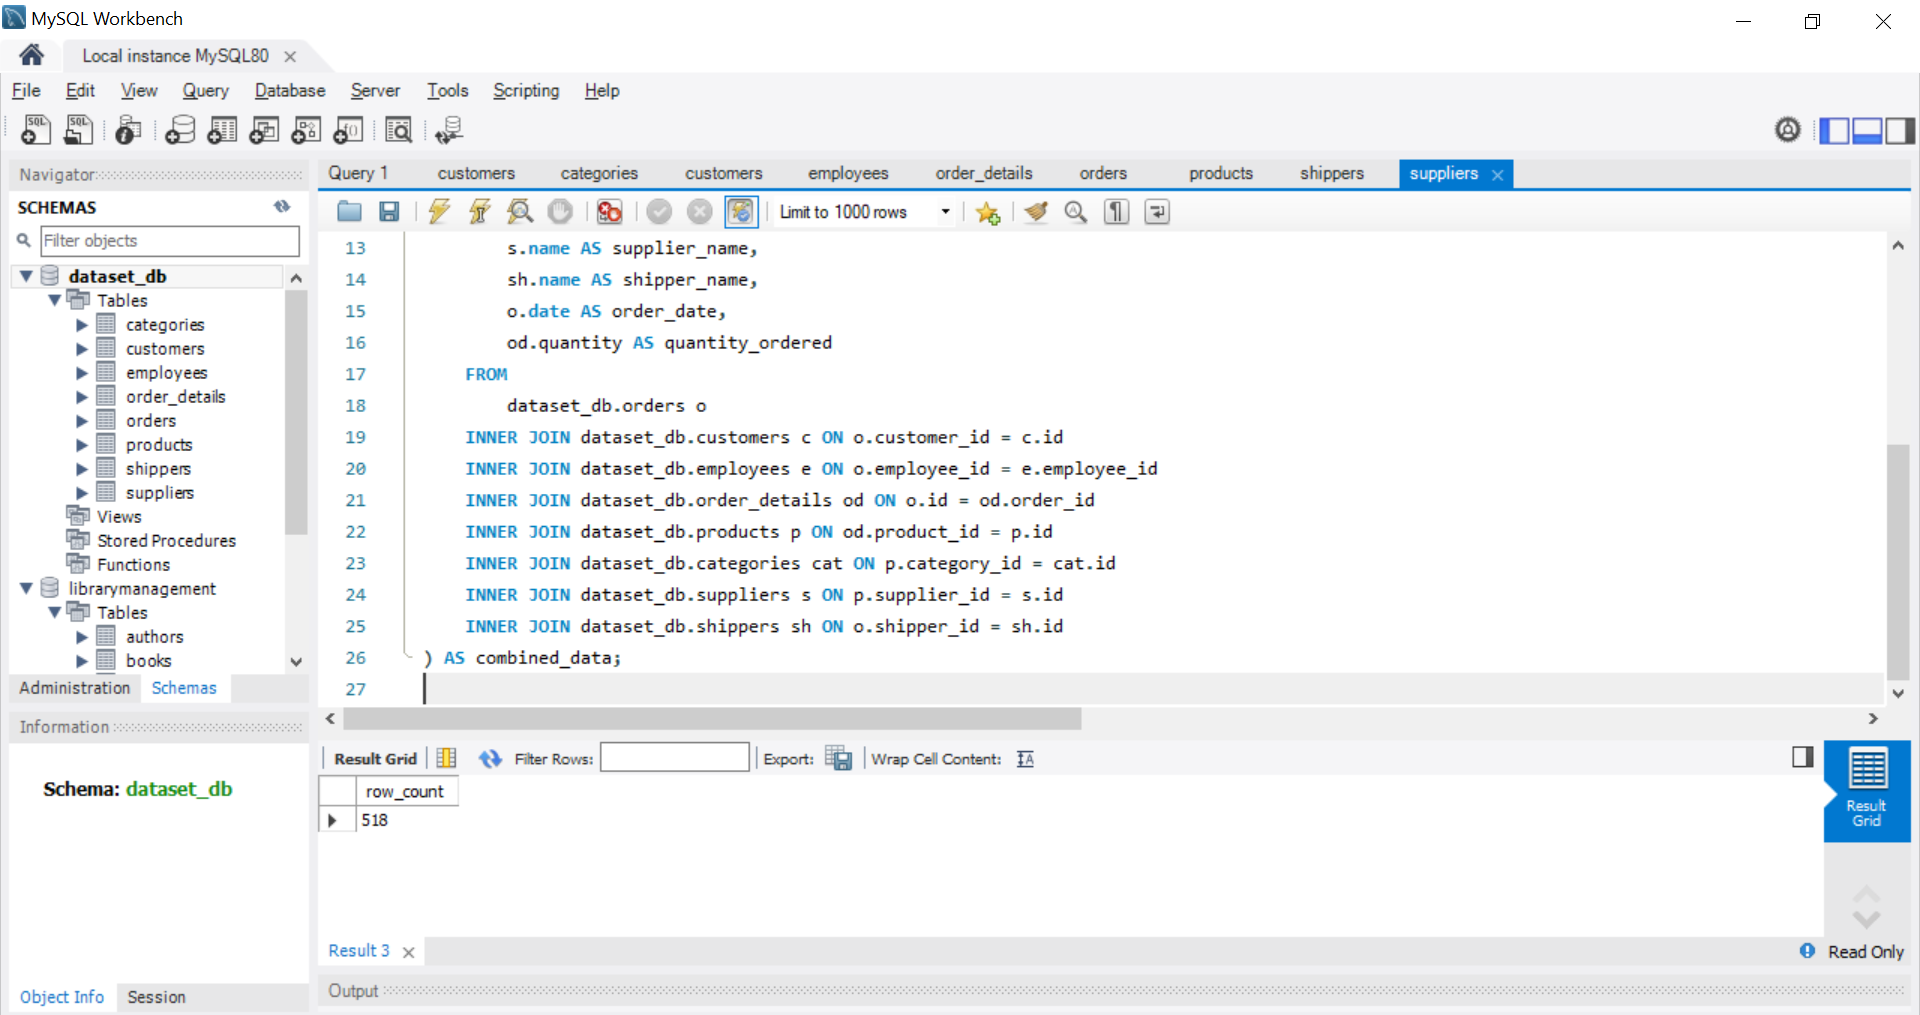 MySQL Workbench
Local instance MySQL80
File Edit View Query Database Server Tools Scripting Help
Navigator
SCHEMAS
Filter objects
dataset_db
Tables
categories
customers
employees
order_details
orders
products
shippers
suppliers
Views
Stored Procedures
Functions
librarymanagement
Tables
authors
books
Administration Schemas
Information
Schema: dataset_db
Object Info Session
Query 1 customers categories customers employees order_details orders products shippers suppliers
Limit to 1000 rows
13 s.name AS supplier_name,
14 sh.name AS shipper_name,
15 o.date AS order_date,
16 od.quantity AS quantity_ordered
17 FROM
18 dataset_db.orders o
19 INNER JOIN dataset_db.customers c ON o.customer_id = c.id
20 INNER JOIN dataset_db.employees e ON o.employee_id = e.employee_id
21 INNER JOIN dataset_db.order_details od ON o.id = od.order_id
22 INNER JOIN dataset_db.products p ON od.product_id = p.id
23 INNER JOIN dataset_db.categories cat ON p.category_id = cat.id
24 INNER JOIN dataset_db.suppliers s ON p.supplier_id = s.id
25 INNER JOIN dataset_db.shippers sh ON o.shipper_id = sh.id
26 ) AS combined_data;
27
Result Grid Filter Rows: Export: Wrap Cell Content:
row_count
518
Result
Grid
Result 3
Read Only
Output